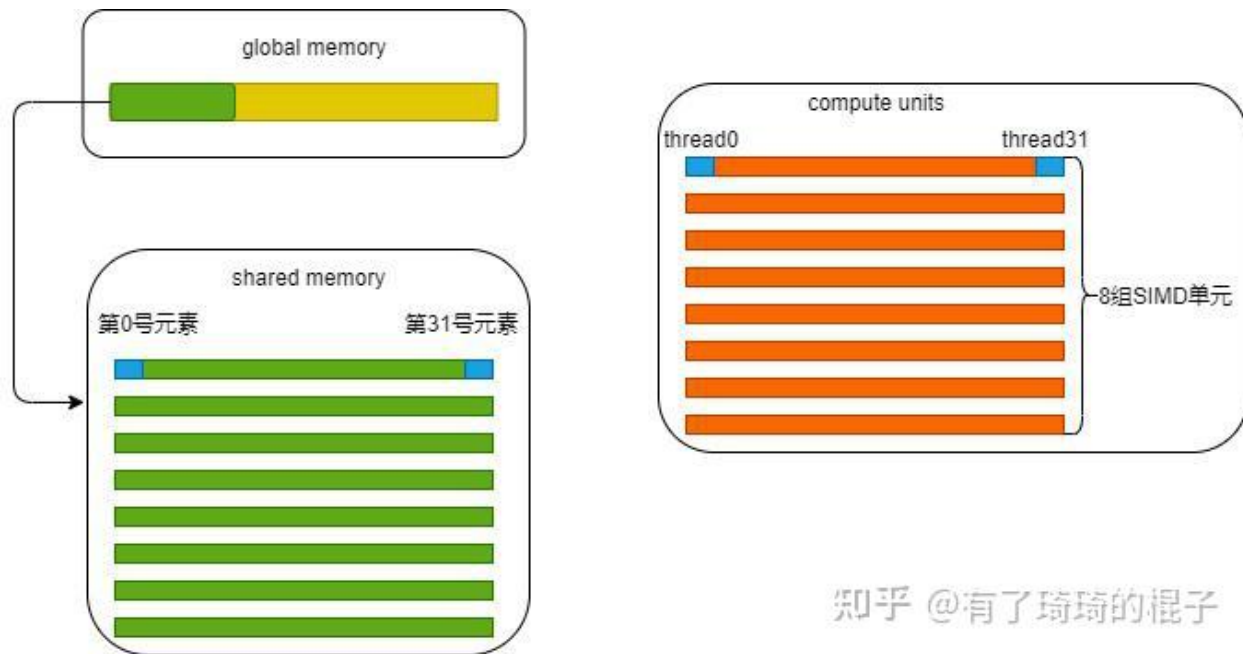 global memory
compute units
thread0
thread31
shared memory
第0号元素
第31号元素
8组SIMD单元
知乎 @有了琦琦的棍子